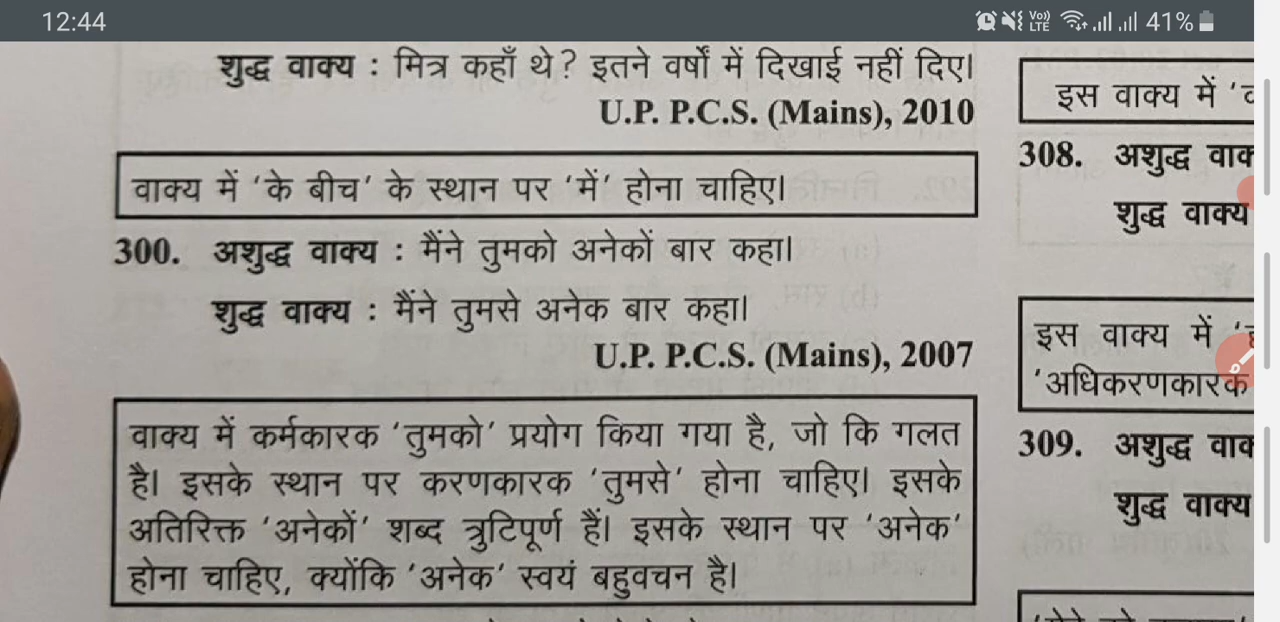 12:44
Vo)) LTE 41%
शुद्ध वाक्य : मित्र कहाँ थे? इतने वर्षों में दिखाई नहीं दिए।
U.P. P.C.S. (Mains), 2010
वाक्य में 'के बीच' के स्थान पर 'में' होना चाहिए।
300. अशुद्ध वाक्य : मैंने तुमको अनेकों बार कहा।
शुद्ध वाक्य : मैंने तुमसे अनेक बार कहा।
U.P. P.C.S. (Mains), 2007
वाक्य में कर्मकारक 'तुमको' प्रयोग किया गया है, जो कि गलत
है। इसके स्थान पर करणकारक 'तुमसे' होना चाहिए। इसके
अतिरिक्त 'अनेकों' शब्द त्रुटिपूर्ण हैं। इसके स्थान पर 'अनेक'
होना चाहिए, क्योंकि 'अनेक' स्वयं बहुवचन है।
इस वाक्य में
308. अशुद्ध वाक
शुद्ध वाक्य
इस वाक्य में
'अधिकरणकारक
309. अशुद्ध वाक
शुद्ध वाक्य